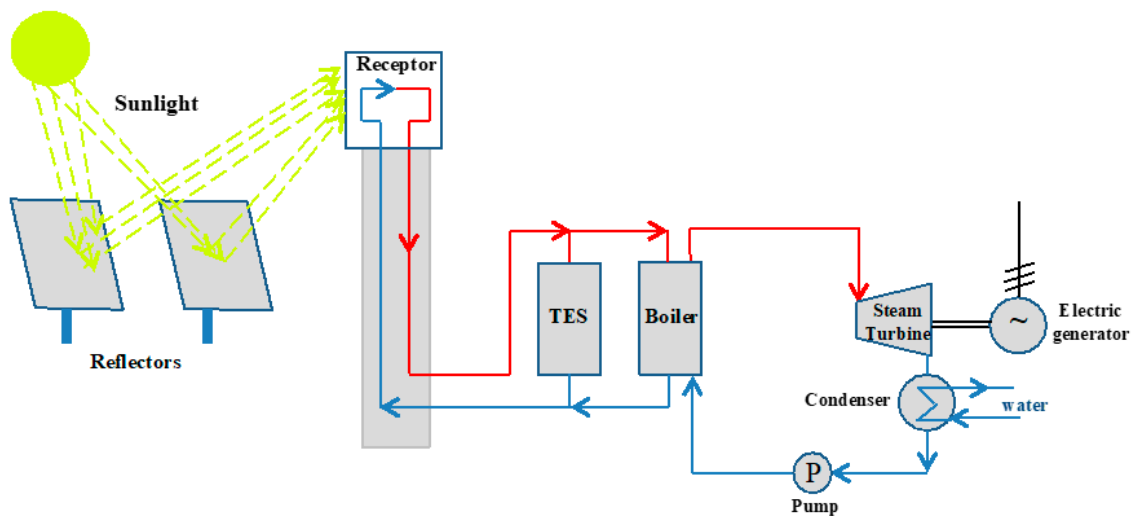 Receptor
Sunlight
TES
Boiler
Steam
Turbine
~
Electric
generator
Reflectors
Condenser
water
P
Pump